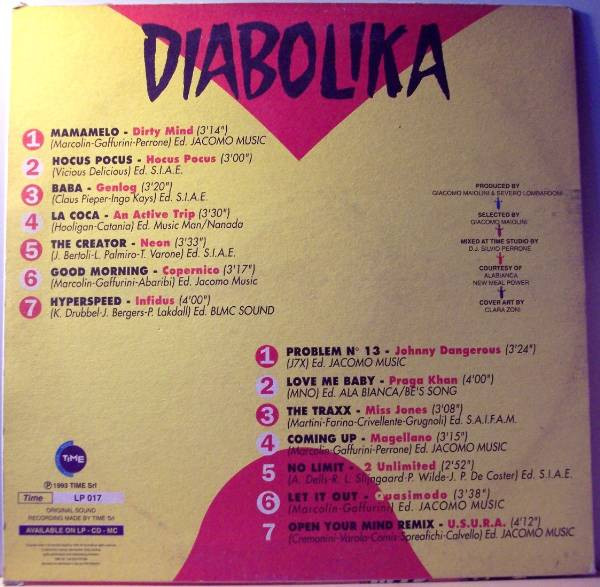 DIABOLIKA
1 MAMAMELO - Dirty Mind (3'14")
(Marcolin-Gaffurini-Perrone) Ed. JACOMO MUSIC
2 HOCUS POCUS - Hocus Pocus (3'00")
(Vicious Delicious) Ed. S.I.A.E.
3 BABA - Genlog (3'20")
(Claus Pieper-Ingo Kays) Ed. S.I.A.E.
4 LA COCA - An Active Trip (3'30")
(Hooligan-Catania) Ed. Music Man/Nanada
5 THE CREATOR - Neon (3'33")
(J. Bertoli-L. Palmiro-T. Varone) Ed. S.I.A.E.
6 GOOD MORNING - Copernico (3'17")
(Marcolin-Gaffurini-Abaribi) Ed. Jacomo Music
7 HYPERSPEED - Infidus (4'00")
(K. Drubbel-J. Bergers-P. Lakdall) Ed. BLMC SOUND
PRODUCED BY
GIACOMO MAIOLINI & SEVERO LOMBARDONI
SELECTED BY
GIACOMO MAIOLINI
MIXED AT TIME STUDIO BY
D.J. SILVIO PERRONE
COURTESY OF
ALABIANCA
NEW MEAL POWER
COVER ART BY
CLARA ZONI
1 PROBLEM N° 13 - Johnny Dangerous (3'24")
(J7X) Ed. JACOMO MUSIC
2 LOVE ME BABY - Praga Khan (4'00")
(MNO) Ed. ALA BIANCA/BE'S SONG
3 THE TRAXX - Miss Jones (3'08")
(Martini-Farina-Crivellente-Grugnoli) Ed. S.A.I.F.A.M.
4 COMING UP - Magellano (3'15")
(Marcolin-Gaffurini-Perrone) Ed. JACOMO MUSIC
5 NO LIMIT - 2 Unlimited (2'52")
(A. Dells-R. L. Slijngaard-P. Wilde-J. P. De Coster) Ed. S.I.A.E.
6 LET IT OUT - Quasimodo (3'38")
(Marcolin-Gaffurini) Ed. JACOMO MUSIC
7 OPEN YOUR MIND REMIX - U.S.U.R.A. (4'12")
(Cremonini-Varola-Comis-Spreafichi-Calvello) Ed. JACOMO MUSIC
TIME
℗ 1993 TIME Srl
Time LP 017
ORIGINAL SOUND
RECORDING MADE BY TIME Srl
AVAILABLE ON LP - CD - MC